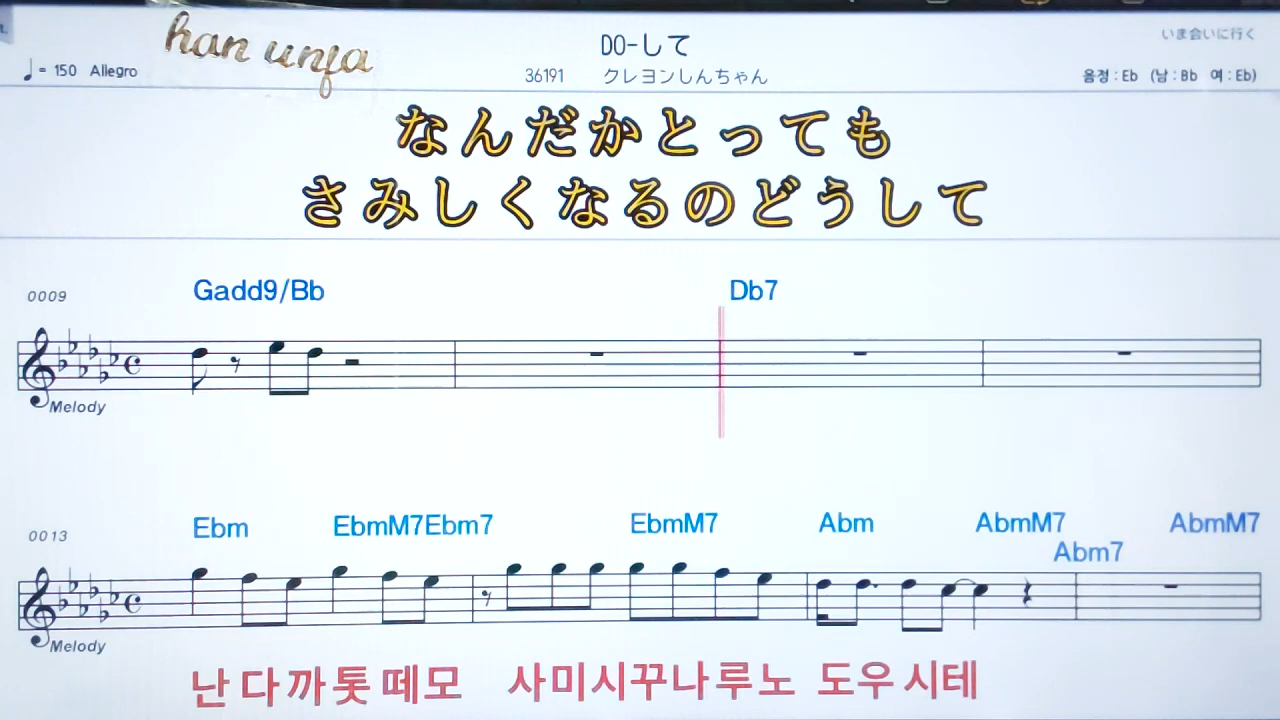 han unfa
DO-して
いま会いに行く
♩= 150 Allegro
36191 クレヨンしんちゃん
음정 : Eb (남 : Bb 여 : Eb)
なんだかとっても
さみしくなるのどうして
0009
Gadd9/Bb Db7
Melody
0013
Ebm EbmM7Ebm7 EbmM7 Abm AbmM7 AbmM7
Abm7
Melody
난다까톳떼모 사미시꾸나루노 도우시테